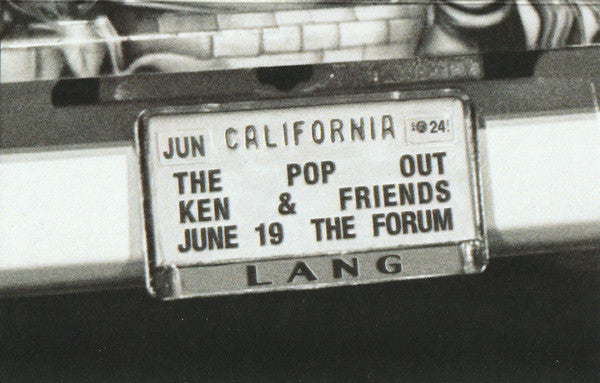 JUN CALIFORNIA 24
THE POP OUT
KEN & FRIENDS
JUNE 19 THE FORUM
LANG